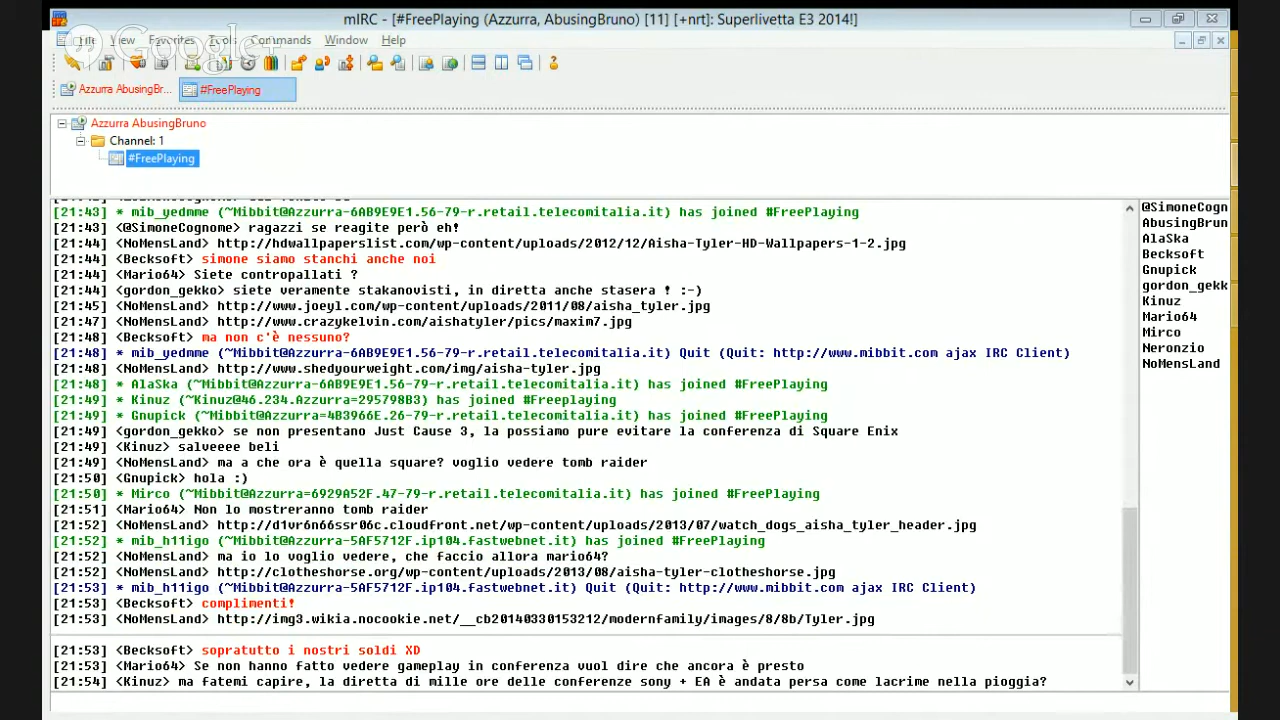 mIRC - [#FreePlaying (Azzurra, AbusingBruno) [11] [+nrt]: Superlivetta E3 2014!]
File View Favorites Tools Commands Window Help
Azzurra AbusingBr... #FreePlaying
Azzurra AbusingBruno
Channel: 1
#FreePlaying
[21:43] * mib_yedmme (~Mibbit@Azzurra-6AB9E9E1.56-79-r.retail.telecomitalia.it) has joined #FreePlaying
[21:43] <@SimoneCognome> ragazzi se reagite però eh!
[21:44] <NoMensLand> http://hdwallpaperslist.com/wp-content/uploads/2012/12/Aisha-Tyler-HD-Wallpapers-1-2.jpg
[21:44] <Becksoft> simone siamo stanchi anche noi
[21:44] <Mario64> Siete contropallati ?
[21:44] <gordon_gekko> siete veramente stakanovisti, in diretta anche stasera ! :-)
[21:45] <NoMensLand> http://www.joeyl.com/wp-content/uploads/2011/08/aisha_tyler.jpg
[21:47] <NoMensLand> http://www.crazykelvin.com/aishatyler/pics/maxim7.jpg
[21:48] <Becksoft> ma non c'è nessuno?
[21:48] * mib_yedmme (~Mibbit@Azzurra-6AB9E9E1.56-79-r.retail.telecomitalia.it) Quit (Quit: http://www.mibbit.com ajax IRC Client)
[21:48] <NoMensLand> http://www.shedyourweight.com/img/aisha-tyler.jpg
[21:48] * AlaSka (~Mibbit@Azzurra-6AB9E9E1.56-79-r.retail.telecomitalia.it) has joined #FreePlaying
[21:49] * Kinuz (~Kinuz@46.234.Azzurra=295798B3) has joined #Freeplaying
[21:49] * Gnupick (~Mibbit@Azzurra=4B3966E.26-79-r.retail.telecomitalia.it) has joined #FreePlaying
[21:49] <gordon_gekko> se non presentano Just Cause 3, la possiamo pure evitare la conferenza di Square Enix
[21:49] <Kinuz> salveeee beli
[21:49] <NoMensLand> ma a che ora è quella square? voglio vedere tomb raider
[21:50] <Gnupick> hola :)
[21:50] * Mirco (~Mibbit@Azzurra=6929A52F.47-79-r.retail.telecomitalia.it) has joined #FreePlaying
[21:51] <Mario64> Non lo mostreranno tomb raider
[21:52] <NoMensLand> http://d1vr6n66ssr06c.cloudfront.net/wp-content/uploads/2013/07/watch_dogs_aisha_tyler_header.jpg
[21:52] * mib_h11igo (~Mibbit@Azzurra-5AF5712F.ip104.fastwebnet.it) has joined #FreePlaying
[21:52] <NoMensLand> ma io lo voglio vedere, che faccio allora mario64?
[21:52] <NoMensLand> http://clotheshorse.org/wp-content/uploads/2013/08/aisha-tyler-clotheshorse.jpg
[21:53] * mib_h11igo (~Mibbit@Azzurra-5AF5712F.ip104.fastwebnet.it) Quit (Quit: http://www.mibbit.com ajax IRC Client)
[21:53] <Becksoft> complimenti!
[21:53] <NoMensLand> http://img3.wikia.nocookie.net/__cb20140330153212/modernfamily/images/8/8b/Tyler.jpg
[21:53] <Becksoft> sopratutto i nostri soldi XD
[21:53] <Mario64> Se non hanno fatto vedere gameplay in conferenza vuol dire che ancora è presto
[21:54] <Kinuz> ma fatemi capire, la diretta di mille ore delle conferenze sony + EA è andata persa come lacrime nella pioggia?
@SimoneCogn
AbusingBrun
AlaSka
Becksoft
Gnupick
gordon_gekk
Kinuz
Mario64
Mirco
Neronzio
NoMensLand